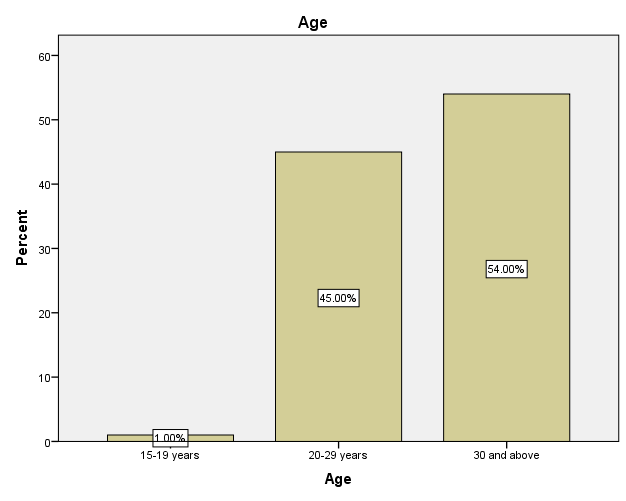 Age
Percent
60
50
40
30
20
10
0
1.00%
45.00%
54.00%
15-19 years
20-29 years
30 and above
Age